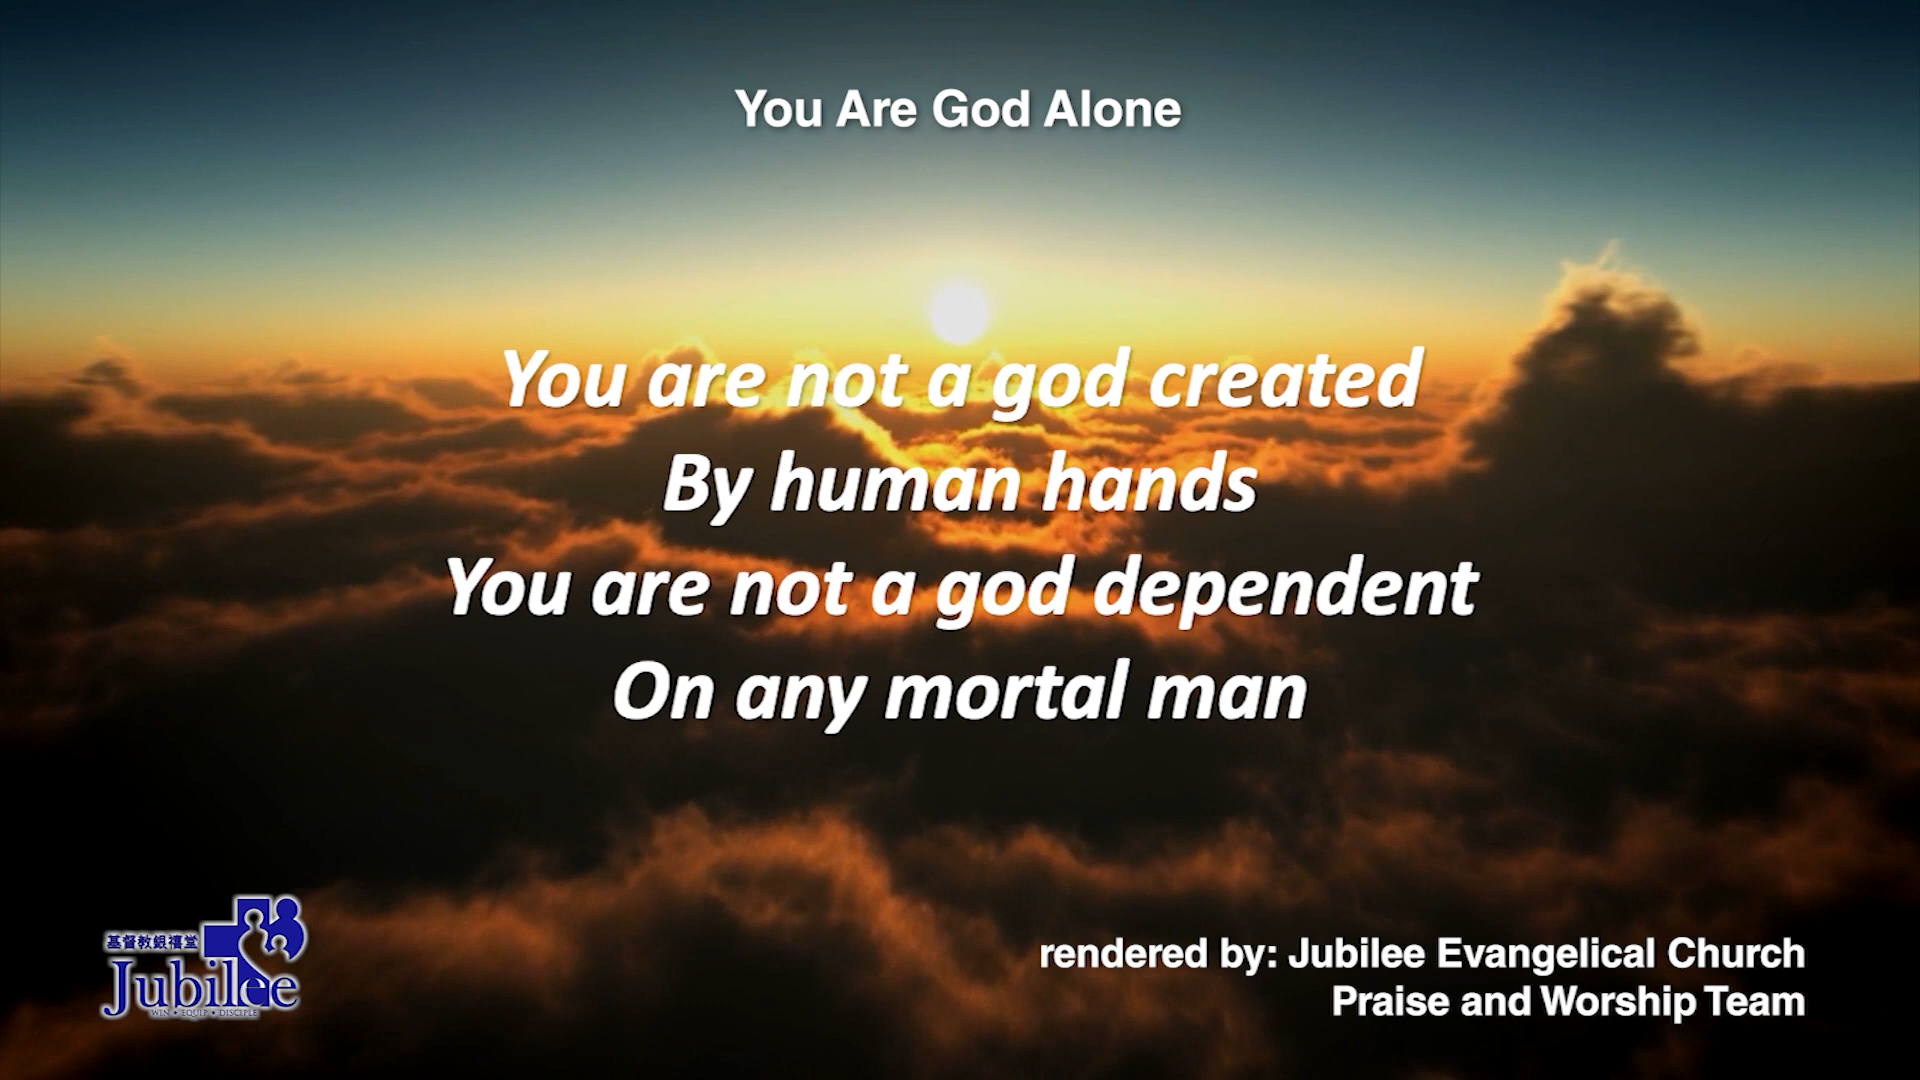 You Are God Alone
You are not a god created
By human hands
You are not a god dependent
On any mortal man
基督教銀禧堂
Jubilee
WIN • EQUIP • DISCIPLE
rendered by: Jubilee Evangelical Church
Praise and Worship Team